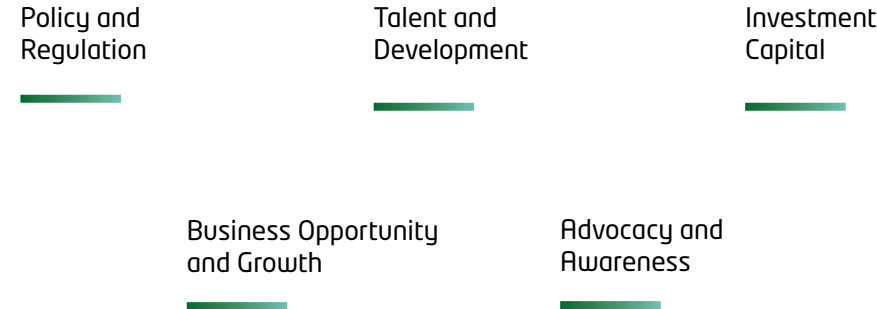 Policy and
Regulation
Talent and
Development
Investment
Capital
Business Opportunity
and Growth
Advocacy and
Awareness